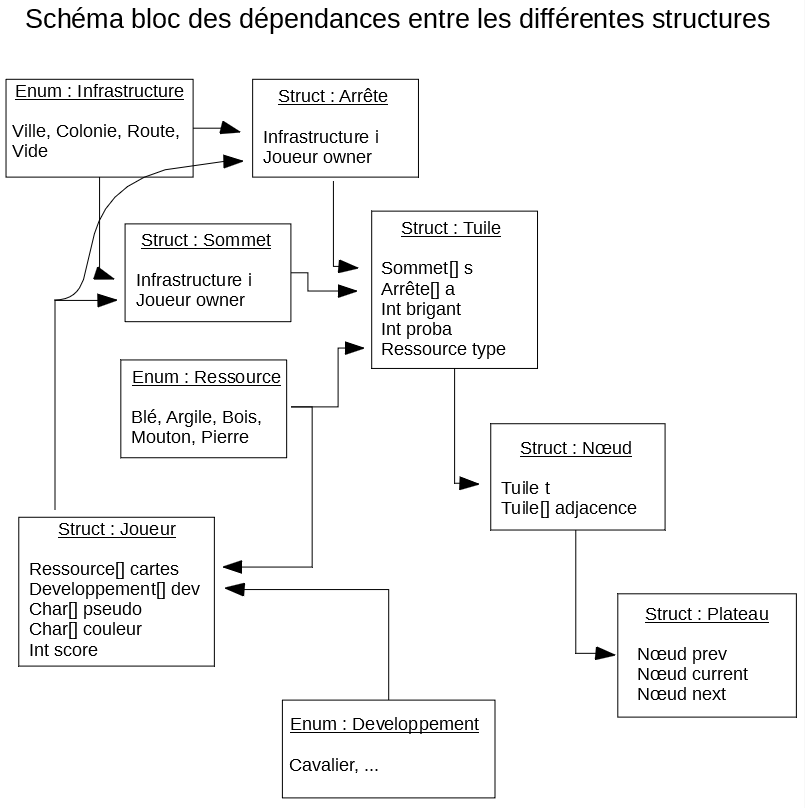 Schéma bloc des dépendances entre les différentes structures
Enum : Infrastructure
Ville, Colonie, Route,
Vide
Struct : Arrête
Infrastructure i
Joueur owner
Struct : Sommet
Infrastructure i
Joueur owner
Struct : Tuile
Sommet[] s
Arrête[] a
Int brigant
Int proba
Ressource type
Enum : Ressource
Blé, Argile, Bois,
Mouton, Pierre
Struct : Nœud
Tuile t
Tuile[] adjacence
Struct : Joueur
Ressource[] cartes
Developpement[] dev
Char[] pseudo
Char[] couleur
Int score
Struct : Plateau
Nœud prev
Nœud current
Nœud next
Enum : Developpement
Cavalier, ...